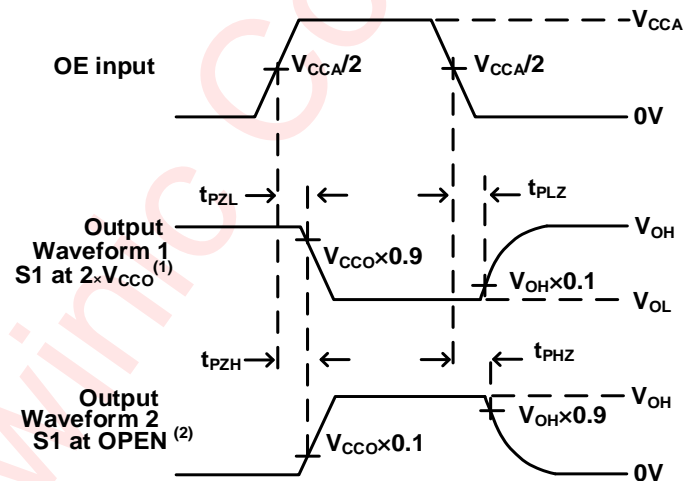 V_CCA
OE input
V_CCA/2
V_CCA/2
0V
t_PZL
t_PLZ
Output
Waveform 1
S1 at 2×V_CCO^(1)
V_CCO×0.9
V_OH
V_OH×0.1
V_OL
t_PZH
t_PHZ
Output
Waveform 2
S1 at OPEN ^(2)
V_OH
V_OH×0.9
V_CCO×0.1
0V
winic Co